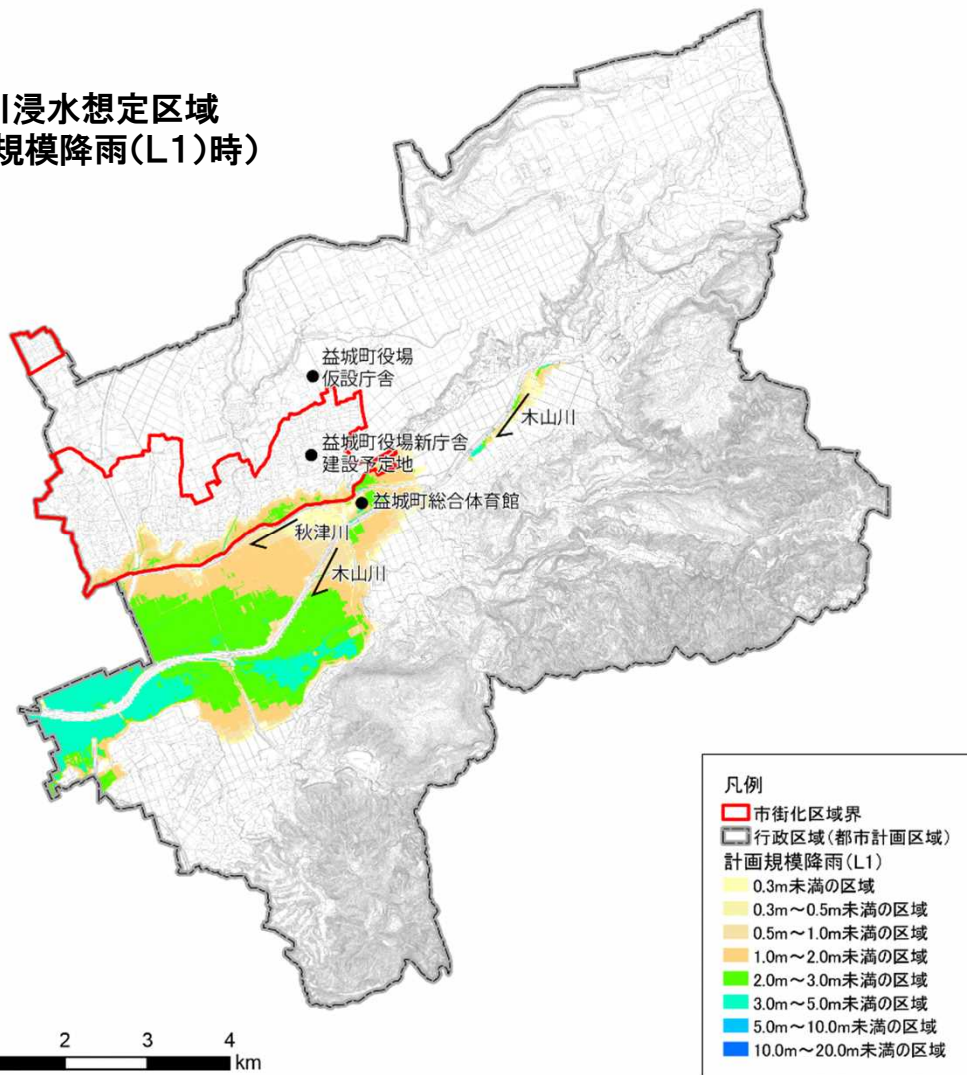 浸水想定区域
規模降雨(L1)時)
益城町役場
仮設庁舎
木山川
益城町役場新庁舎
建設予定地
益城町総合体育館
秋津川
木山川
凡例
市街化区域界
行政区域(都市計画区域)
計画規模降雨(L1)
0.3m未満の区域
0.3m～0.5m未満の区域
0.5m～1.0m未満の区域
1.0m～2.0m未満の区域
2.0m～3.0m未満の区域
3.0m～5.0m未満の区域
5.0m～10.0m未満の区域
10.0m～20.0m未満の区域
2 3 4
km